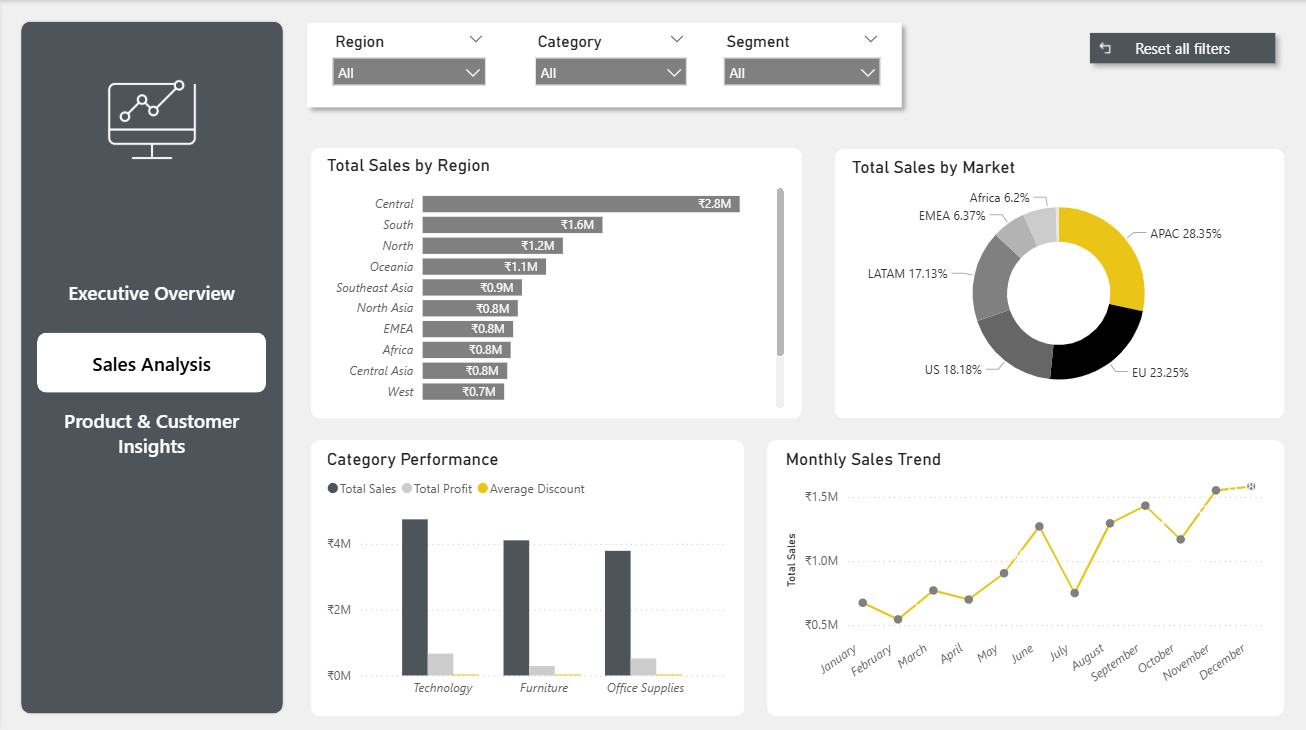 Executive Overview
Sales Analysis
Product & Customer
Insights
Region
Category
Segment
All
All
All
Reset all filters
Total Sales by Region
Central ₹2.8M
South ₹1.6M
North ₹1.2M
Oceania ₹1.1M
Southeast Asia ₹0.9M
North Asia ₹0.8M
EMEA ₹0.8M
Africa ₹0.8M
Central Asia ₹0.8M
West ₹0.7M
Total Sales by Market
Africa 6.2%
EMEA 6.37%
APAC 28.35%
LATAM 17.13%
US 18.18%
EU 23.25%
Category Performance
Total Sales Total Profit Average Discount
₹4M
₹2M
₹0M
Technology Furniture Office Supplies
Monthly Sales Trend
Total Sales
₹1.5M
₹1.0M
₹0.5M
January February March April May June July August September October November December